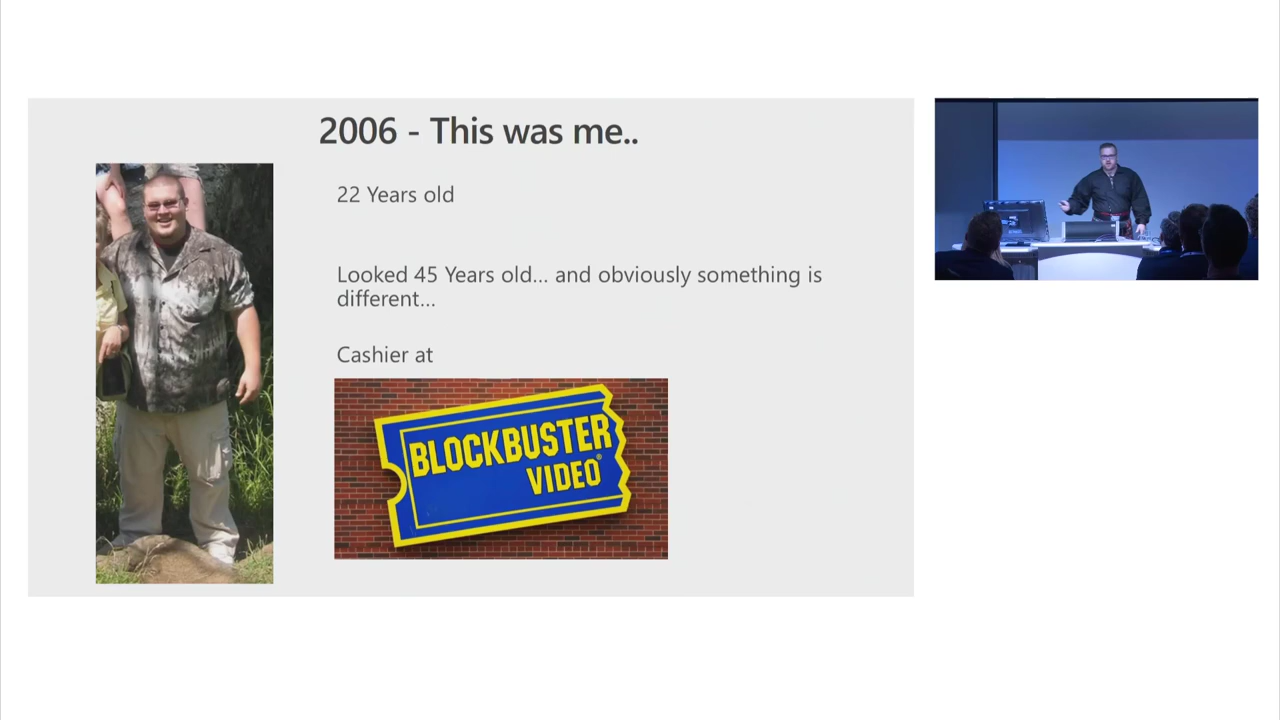 2006 - This was me..
22 Years old
Looked 45 Years old... and obviously something is
different...
Cashier at
BLOCKBUSTER
VIDEO®